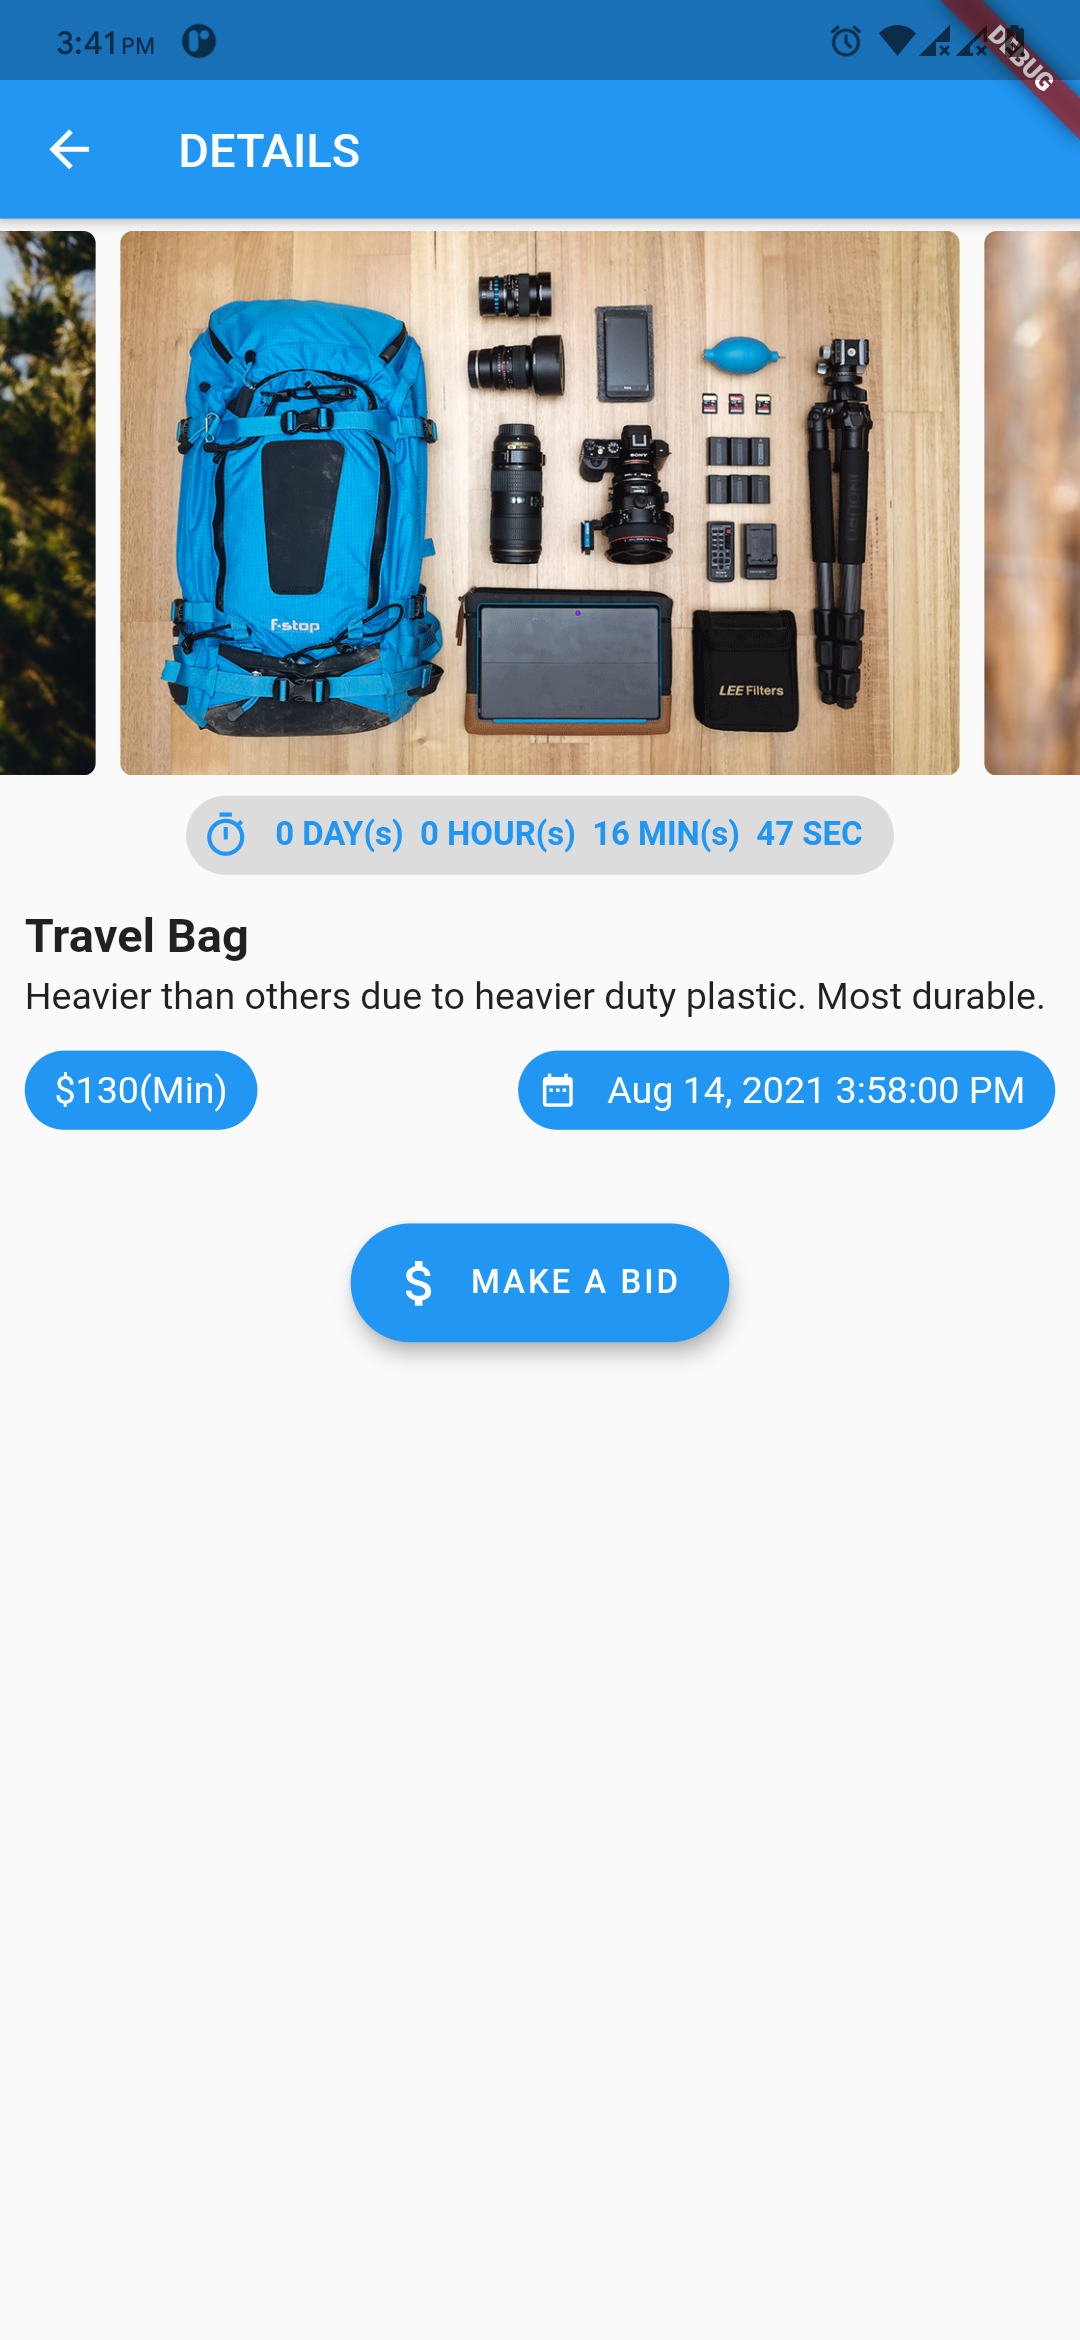 3:41 PM
DEBUG
DETAILS
SONY
f-stop
LEE Filters
0 DAY(s) 0 HOUR(s) 16 MIN(s) 47 SEC
Travel Bag
Heavier than others due to heavier duty plastic. Most durable.
$130(Min)
Aug 14, 2021 3:58:00 PM
$ MAKE A BID